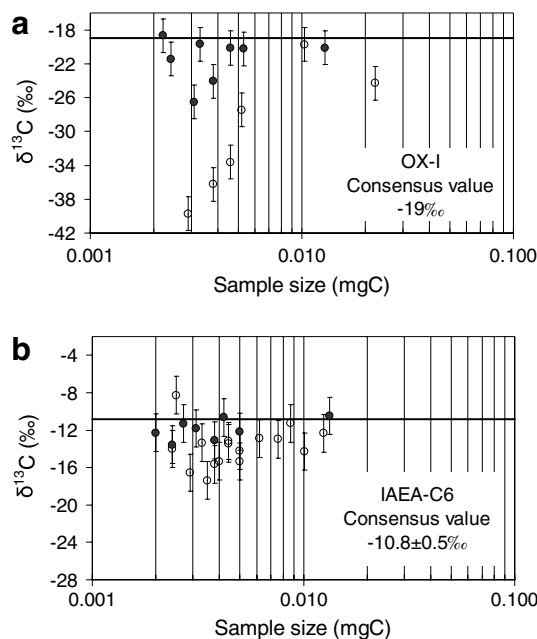 a
-18
-22
-26
-30
-34
-38
-42
δ¹³C (‰)
OX-I
Consensus value
-19‰
0.001 0.010 0.100
Sample size (mgC)
b
-4
-8
-12
-16
-20
-24
-28
δ¹³C (‰)
IAEA-C6
Consensus value
-10.8±0.5‰
0.001 0.010 0.100
Sample size (mgC)